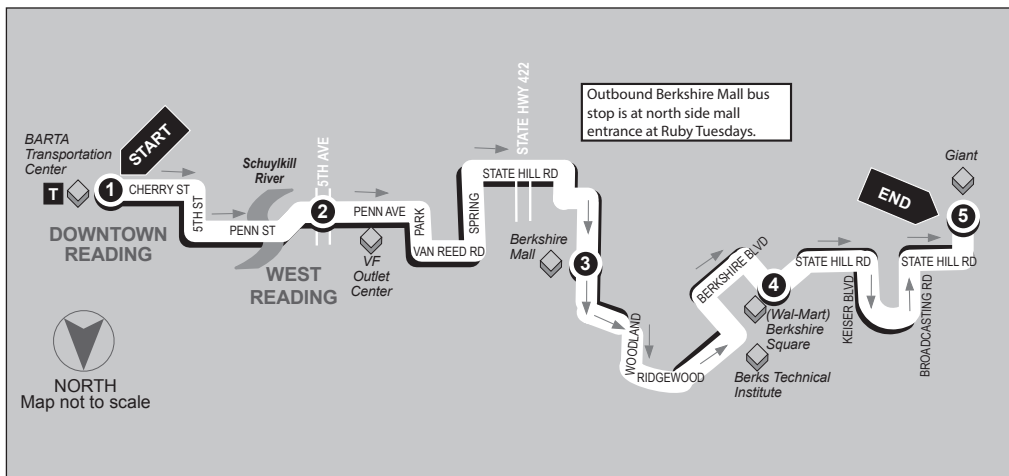 BARTA
Transportation
Center
T
1
START
CHERRY ST
DOWNTOWN
READING
5TH ST
PENN ST
Schuylkill
River
5TH AVE
2
WEST
READING
PENN AVE
VF
Outlet
Center
PARK
VAN REED RD
SPRING
STATE HWY 422
STATE HILL RD
Outbound Berkshire Mall bus
stop is at north side mall
entrance at Ruby Tuesdays.
Berkshire
Mall
3
WOODLAND
RIDGEWOOD
BERKSHIRE BLVD
4
(Wal-Mart)
Berkshire
Square
Berks Technical
Institute
STATE HILL RD
KEISER BLVD
BROADCASTING RD
STATE HILL RD
END
5
Giant
NORTH
Map not to scale